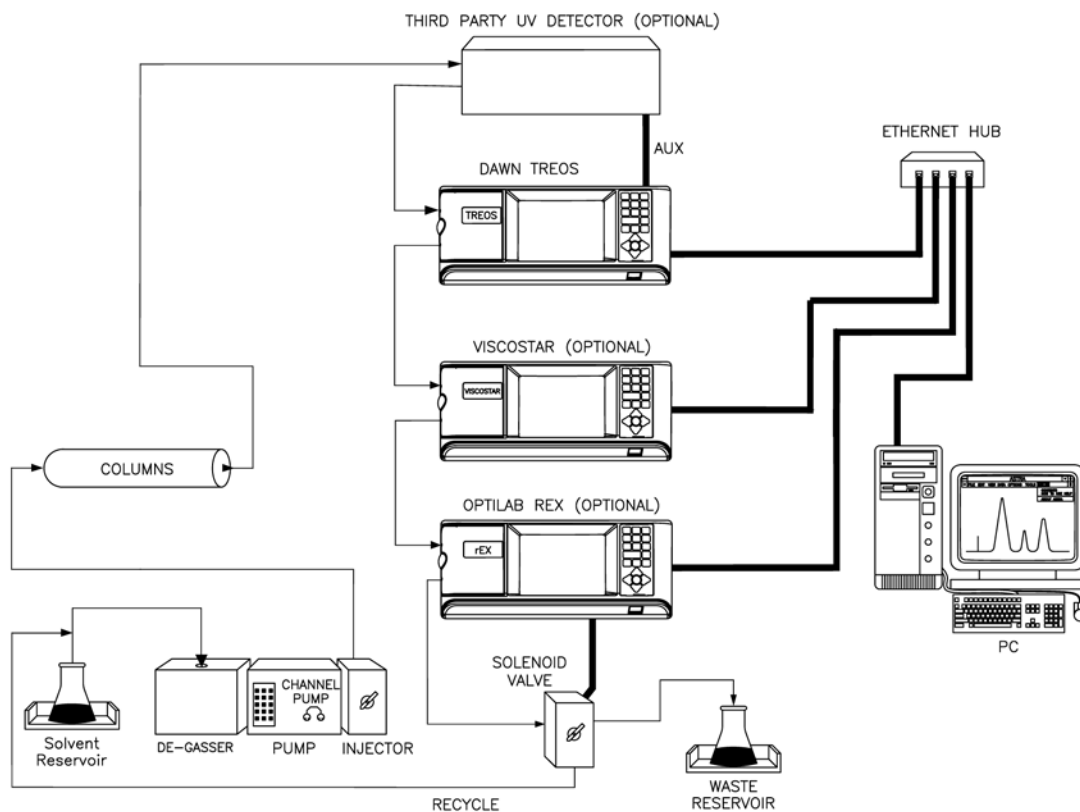 THIRD PARTY UV DETECTOR (OPTIONAL)
AUX
ETHERNET HUB
DAWN TREOS
TREOS
VISCOSTAR (OPTIONAL)
VISCOSTAR
COLUMNS
OPTILAB REX (OPTIONAL)
rEX
PC
SOLENOID
VALVE
CHANNEL
PUMP
Solvent
Reservoir
DE-GASSER
PUMP
INJECTOR
WASTE
RESERVOIR
RECYCLE